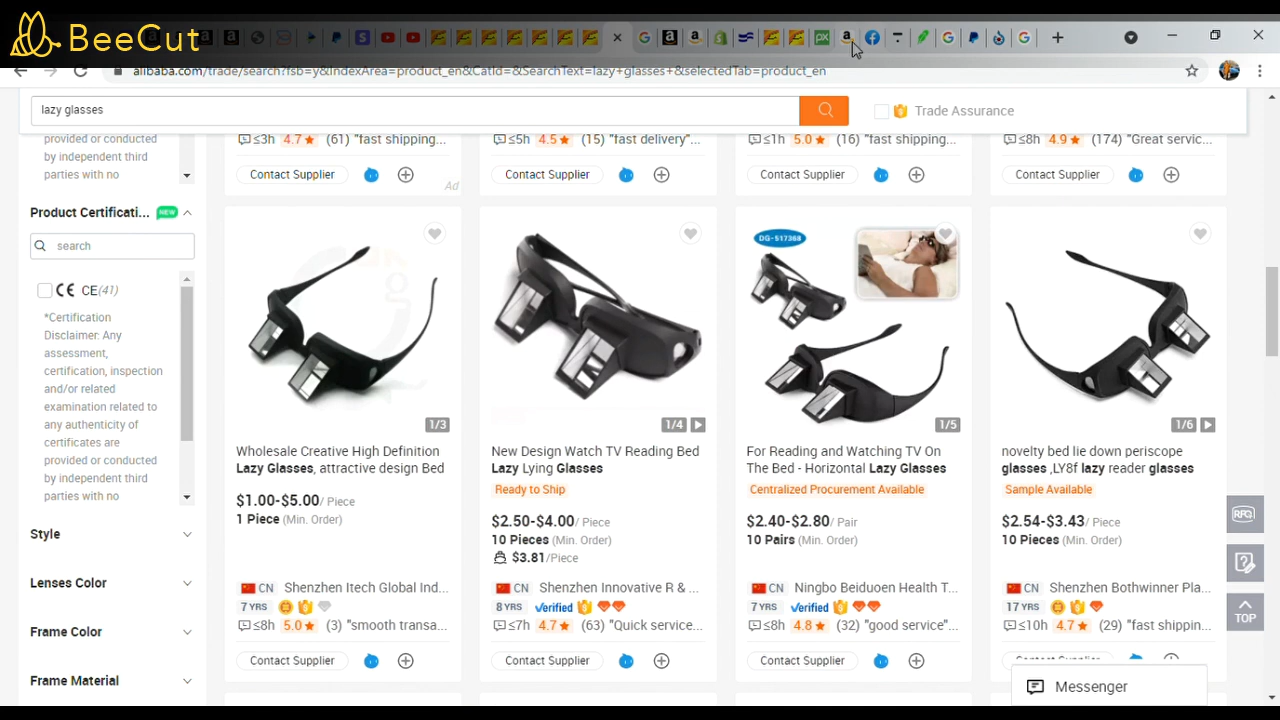 BeeCut
alibaba.com/trade/search?fsb=y&IndexArea=product_en&CatId=&SearchText=lazy+glasses+&selectedTab=product_en
lazy glasses
Trade Assurance
provided or conducted
by independent third
parties with no
≤3h 4.7 (61) "fast shipping...
≤5h 4.5 (15) "fast delivery"...
≤1h 5.0 (16) "fast shipping...
≤8h 4.9 (174) "Great servic...
Contact Supplier
Contact Supplier
Contact Supplier
Contact Supplier
Ad
Product Certificati... NEW
search
CE CE(41)
*Certification
Disclaimer: Any
assessment,
certification, inspection
and/or related
examination related to
any authenticity of
certificates are
provided or conducted
by independent third
parties with no
Style
Lenses Color
Frame Color
Frame Material
1/3
Wholesale Creative High Definition
Lazy Glasses, attractive design Bed
$1.00-$5.00/ Piece
1 Piece (Min. Order)
CN Shenzhen Itech Global Ind...
7 YRS
≤8h 5.0 (3) "smooth transa...
Contact Supplier
1/4
New Design Watch TV Reading Bed
Lazy Lying Glasses
Ready to Ship
$2.50-$4.00/ Piece
10 Pieces (Min. Order)
$3.81/Piece
CN Shenzhen Innovative R & ...
8 YRS Verified
≤7h 4.7 (63) "Quick service...
Contact Supplier
DG-517368
1/5
For Reading and Watching TV On
The Bed - Horizontal Lazy Glasses
Centralized Procurement Available
$2.40-$2.80/ Pair
10 Pairs (Min. Order)
CN Ningbo Beiduoen Health T...
7 YRS Verified
≤8h 4.8 (32) "good service"...
Contact Supplier
1/6
novelty bed lie down periscope
glasses ,LY8f lazy reader glasses
Sample Available
$2.54-$3.43/ Piece
10 Pieces (Min. Order)
CN Shenzhen Bothwinner Pla...
17 YRS
≤10h 4.7 (29) "fast shippin...
Contact Supplier
RFQ
TOP
Messenger